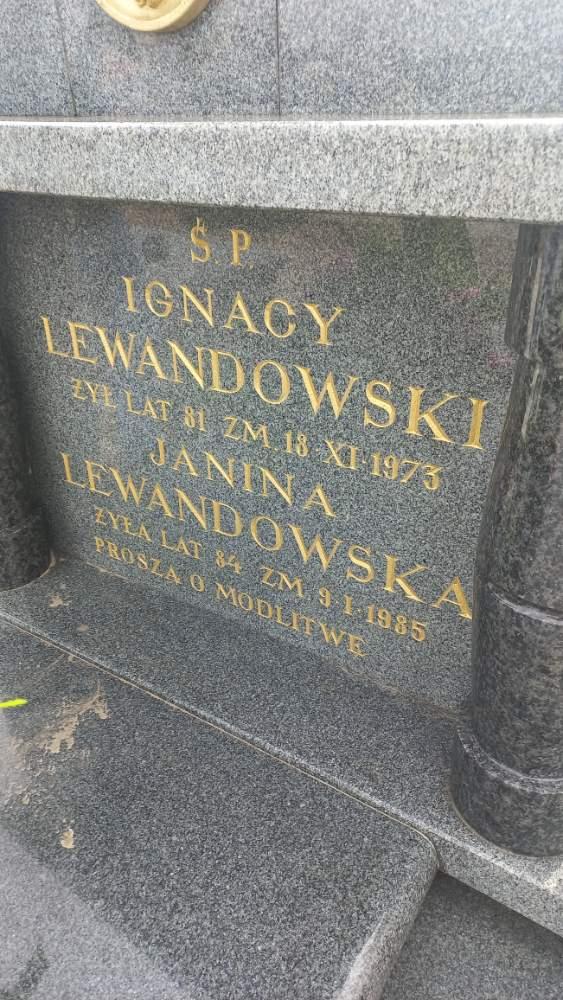 Ś P.
IGNACY
LEWANDOWSKI
ŻYŁ LAT 81 ZM. 18 XI 1973
JANINA
LEWANDOWSKA
ŻYŁA LAT 84 ZM 9 I 1985
PROSZĄ O MODLITWĘ